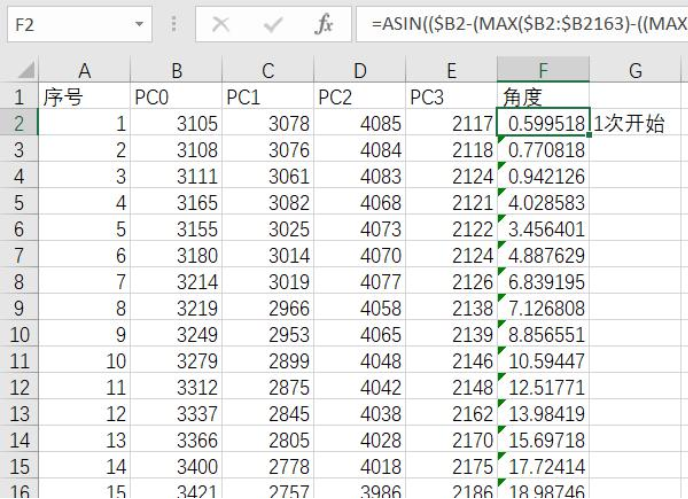 F2 fx =ASIN(($B2-(MAX($B2:$B2163)-((MAX
A B C D E F G
1 序号 PC0 PC1 PC2 PC3 角度
2 1 3105 3078 4085 2117 0.599518 1次开始
3 2 3108 3076 4084 2118 0.770818
4 3 3111 3061 4083 2124 0.942126
5 4 3165 3082 4068 2121 4.028583
6 5 3155 3025 4073 2122 3.456401
7 6 3180 3014 4070 2124 4.887629
8 7 3214 3019 4077 2126 6.839195
9 8 3219 2966 4058 2138 7.126808
10 9 3249 2953 4065 2139 8.856551
11 10 3279 2899 4048 2146 10.59447
12 11 3312 2875 4042 2148 12.51771
13 12 3337 2845 4038 2162 13.98419
14 13 3366 2805 4028 2170 15.69718
15 14 3400 2778 4018 2175 17.72414
16 15 3421 2757 3986 2186 18.98746